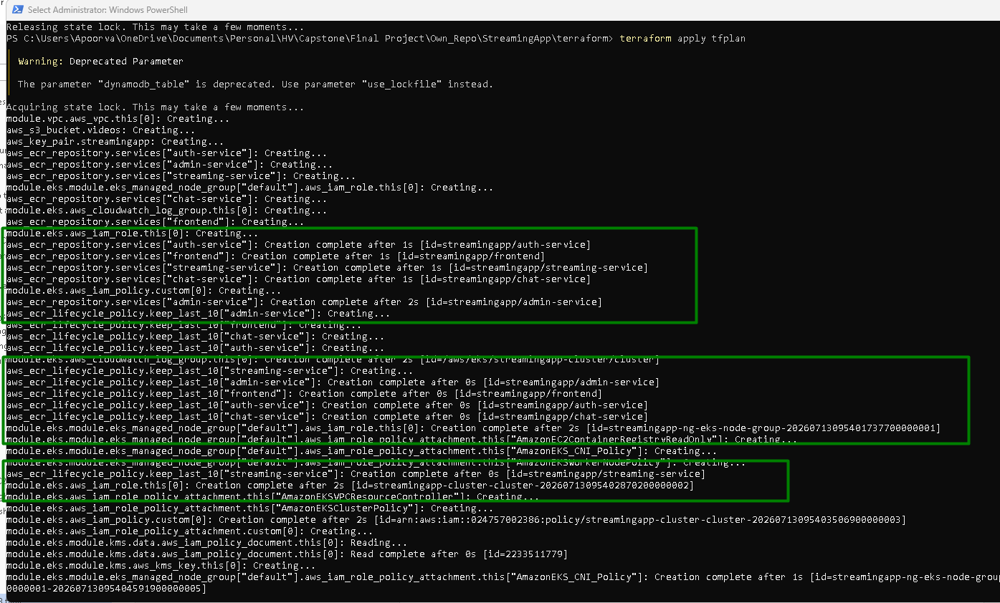 Select Administrator: Windows PowerShell
Releasing state lock. This may take a few moments...
PS C:\Users\Apoorva\OneDrive\Documents\Personal\HV\Capstone\Final Project\Own_Repo\StreamingApp\terraform> terraform apply tfplan
Warning: Deprecated Parameter
The parameter "dynamodb_table" is deprecated. Use parameter "use_lockfile" instead.
Acquiring state lock. This may take a few moments...
module.vpc.aws_vpc.this[0]: Creating...
aws_s3_bucket.videos: Creating...
aws_key_pair.streamingapp: Creating...
aws_ecr_repository.services["auth-service"]: Creating...
aws_ecr_repository.services["admin-service"]: Creating...
aws_ecr_repository.services["streaming-service"]: Creating...
module.eks.module.eks_managed_node_group["default"].aws_iam_role.this[0]: Creating...
aws_ecr_repository.services["chat-service"]: Creating...
module.eks.aws_cloudwatch_log_group.this[0]: Creating...
aws_ecr_repository.services["frontend"]: Creating...
module.eks.aws_iam_role.this[0]: Creating...
aws_ecr_repository.services["auth-service"]: Creation complete after 1s [id=streamingapp/auth-service]
aws_ecr_repository.services["frontend"]: Creation complete after 1s [id=streamingapp/frontend]
aws_ecr_repository.services["streaming-service"]: Creation complete after 1s [id=streamingapp/streaming-service]
aws_ecr_repository.services["chat-service"]: Creation complete after 1s [id=streamingapp/chat-service]
module.eks.aws_iam_policy.custom[0]: Creating...
aws_ecr_repository.services["admin-service"]: Creation complete after 2s [id=streamingapp/admin-service]
aws_ecr_lifecycle_policy.keep_last_10["admin-service"]: Creating...
aws_ecr_lifecycle_policy.keep_last_10["frontend"]: Creating...
aws_ecr_lifecycle_policy.keep_last_10["chat-service"]: Creating...
aws_ecr_lifecycle_policy.keep_last_10["auth-service"]: Creating...
module.eks.aws_cloudwatch_log_group.this[0]: Creation complete after 2s [id=/aws/eks/streamingapp-cluster/cluster]
aws_ecr_lifecycle_policy.keep_last_10["streaming-service"]: Creating...
aws_ecr_lifecycle_policy.keep_last_10["admin-service"]: Creation complete after 0s [id=streamingapp/admin-service]
aws_ecr_lifecycle_policy.keep_last_10["frontend"]: Creation complete after 0s [id=streamingapp/frontend]
aws_ecr_lifecycle_policy.keep_last_10["auth-service"]: Creation complete after 0s [id=streamingapp/auth-service]
aws_ecr_lifecycle_policy.keep_last_10["chat-service"]: Creation complete after 0s [id=streamingapp/chat-service]
module.eks.module.eks_managed_node_group["default"].aws_iam_role.this[0]: Creation complete after 2s [id=streamingapp-ng-eks-node-group-20260713095401737700000001]
module.eks.module.eks_managed_node_group["default"].aws_iam_role_policy_attachment.this["AmazonEC2ContainerRegistryReadOnly"]: Creating...
module.eks.module.eks_managed_node_group["default"].aws_iam_role_policy_attachment.this["AmazonEKS_CNI_Policy"]: Creating...
module.eks.module.eks_managed_node_group["default"].aws_iam_role_policy_attachment.this["AmazonEKSWorkerNodePolicy"]: Creating...
aws_ecr_lifecycle_policy.keep_last_10["streaming-service"]: Creation complete after 0s [id=streamingapp/streaming-service]
module.eks.aws_iam_role.this[0]: Creation complete after 2s [id=streamingapp-cluster-cluster-20260713095402870200000002]
module.eks.aws_iam_role_policy_attachment.this["AmazonEKSVPCResourceController"]: Creating...
module.eks.aws_iam_role_policy_attachment.this["AmazonEKSClusterPolicy"]: Creating...
module.eks.aws_iam_policy.custom[0]: Creation complete after 2s [id=arn:aws:iam::024757002386:policy/streamingapp-cluster-cluster-20260713095403506900000003]
module.eks.aws_iam_role_policy_attachment.custom[0]: Creating...
module.eks.module.kms.data.aws_iam_policy_document.this[0]: Reading...
module.eks.module.kms.data.aws_iam_policy_document.this[0]: Read complete after 0s [id=2233511779]
module.eks.module.kms.aws_kms_key.this[0]: Creating...
module.eks.module.eks_managed_node_group["default"].aws_iam_role_policy_attachment.this["AmazonEKS_CNI_Policy"]: Creation complete after 1s [id=streamingapp-ng-eks-node-group
0000001-20260713095404591900000005]